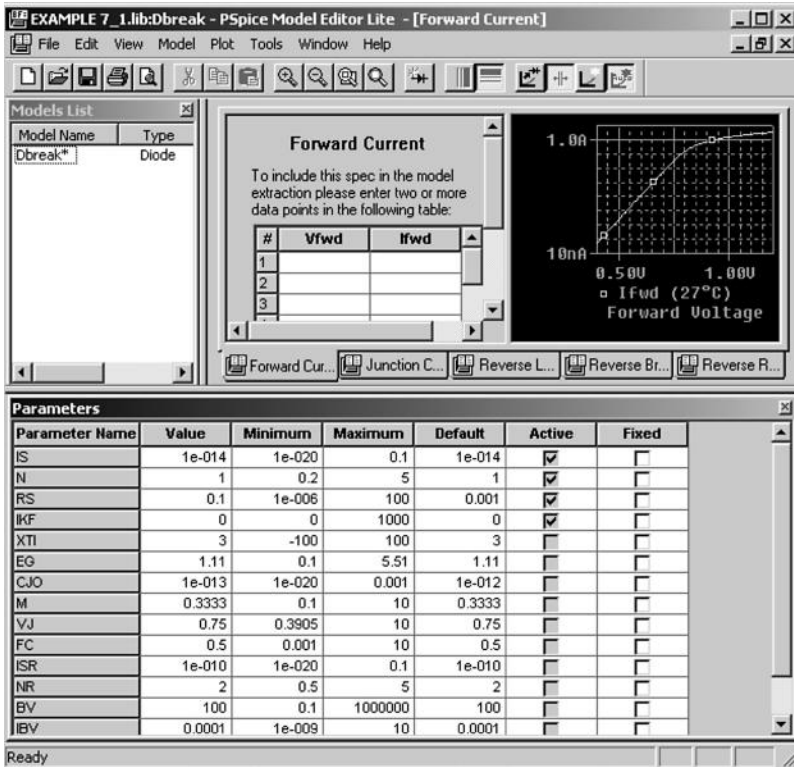 EXAMPLE 7_1.lib:Dbreak - PSpice Model Editor Lite - [Forward Current]
File Edit View Model Plot Tools Window Help
Models List
Model Name Type
Dbreak* Diode
Forward Current
To include this spec in the model
extraction please enter two or more
data points in the following table:
# Vfwd Ifwd
1
2
3
1.0A
10nA
0.50V 1.00V
Ifwd (27°C)
Forward Voltage
Forward Cur... Junction C... Reverse L... Reverse Br... Reverse R...
Parameters
Parameter Name Value Minimum Maximum Default Active Fixed
IS 1e-014 1e-020 0.1 1e-014
N 1 0.2 5 1
RS 0.1 1e-006 100 0.001
IKF 0 0 1000 0
XTI 3 -100 100 3
EG 1.11 0.1 5.51 1.11
CJO 1e-013 1e-020 0.001 1e-012
M 0.3333 0.1 10 0.3333
VJ 0.75 0.3905 10 0.75
FC 0.5 0.001 10 0.5
ISR 1e-010 1e-020 0.1 1e-010
NR 2 0.5 5 2
BV 100 0.1 1000000 100
IBV 0.0001 1e-009 10 0.0001
Ready